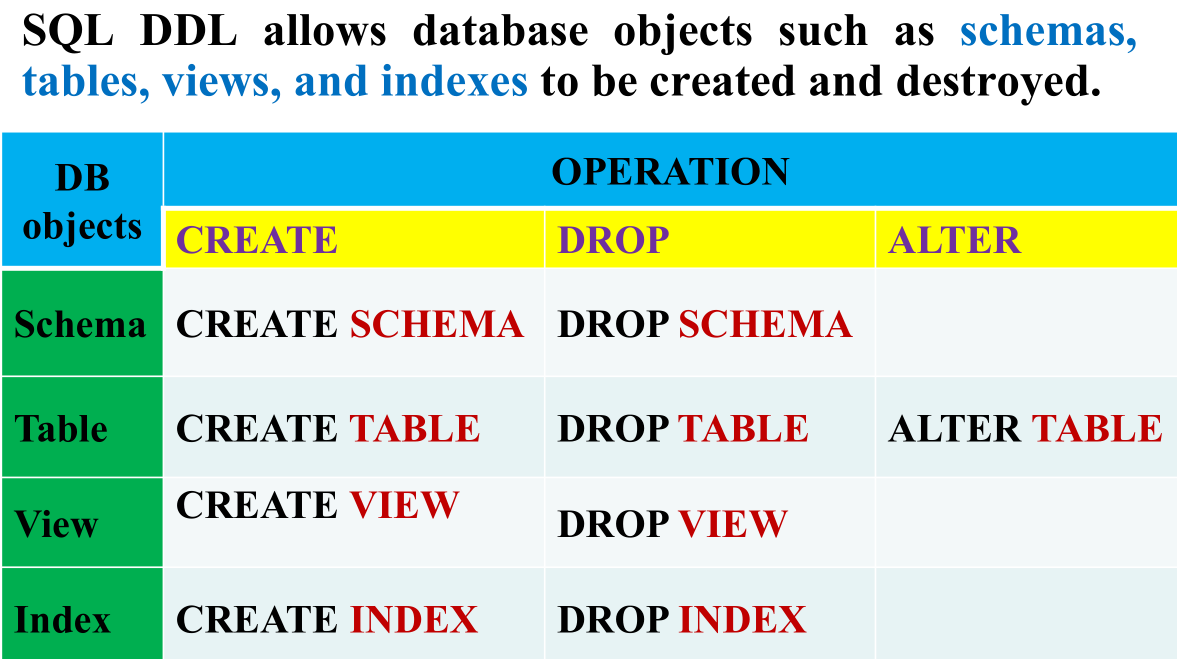 SQL DDL allows database objects such as schemas,
tables, views, and indexes to be created and destroyed.
DB
objects
OPERATION
CREATE DROP ALTER
Schema CREATE SCHEMA DROP SCHEMA
Table CREATE TABLE DROP TABLE ALTER TABLE
View CREATE VIEW DROP VIEW
Index CREATE INDEX DROP INDEX